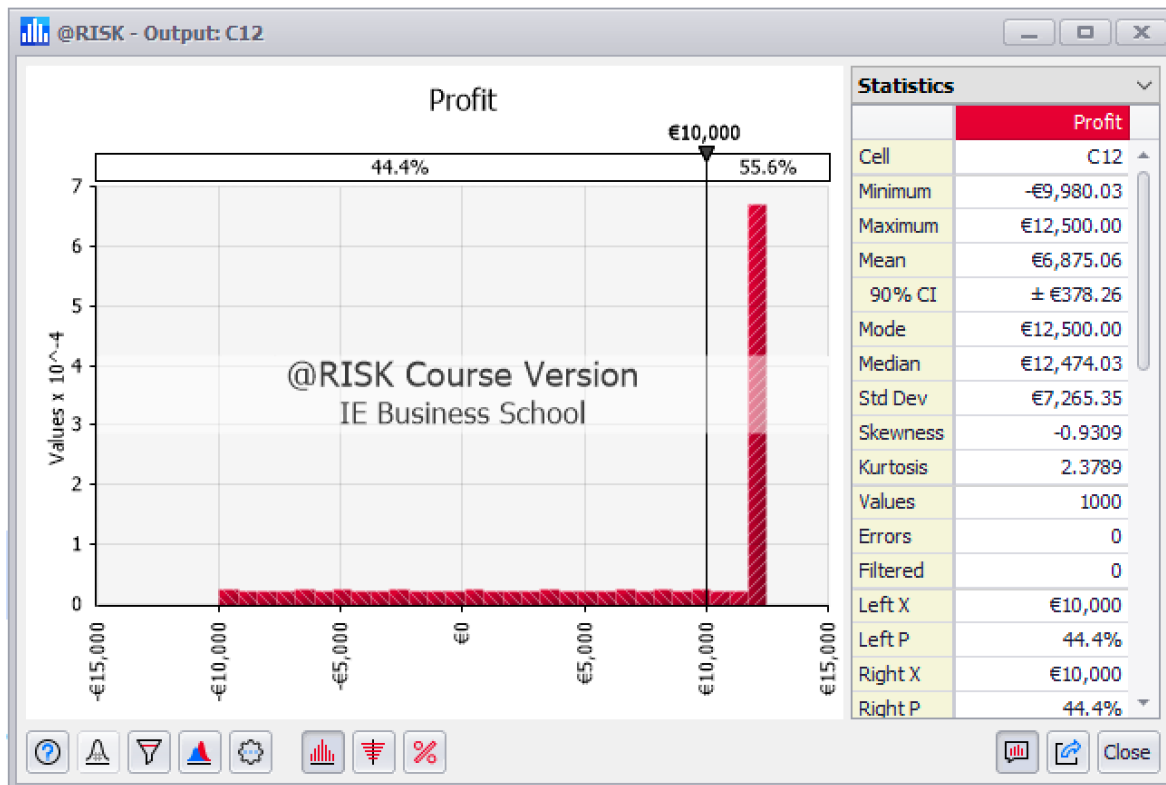 @RISK - Output: C12
Profit
€10,000
44.4% 55.6%
7
6
5
4
3
2
1
0
Values x 10^-4
@RISK Course Version
IE Business School
-€15,000
-€10,000
-€5,000
€0
€5,000
€10,000
€15,000
Statistics
Profit
Cell C12
Minimum -€9,980.03
Maximum €12,500.00
Mean €6,875.06
90% CI ± €378.26
Mode €12,500.00
Median €12,474.03
Std Dev €7,265.35
Skewness -0.9309
Kurtosis 2.3789
Values 1000
Errors 0
Filtered 0
Left X €10,000
Left P 44.4%
Right X €10,000
Right P 44.4%
Close